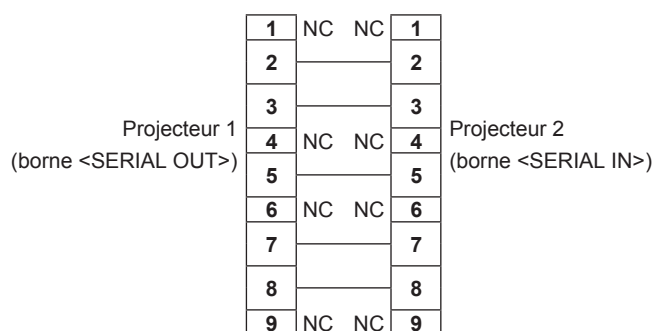 1 NC NC 1
2 2
3 3
Projecteur 1
(borne <SERIAL OUT>)
4 NC NC 4
Projecteur 2
(borne <SERIAL IN>)
5 5
6 NC NC 6
7 7
8 8
9 NC NC 9